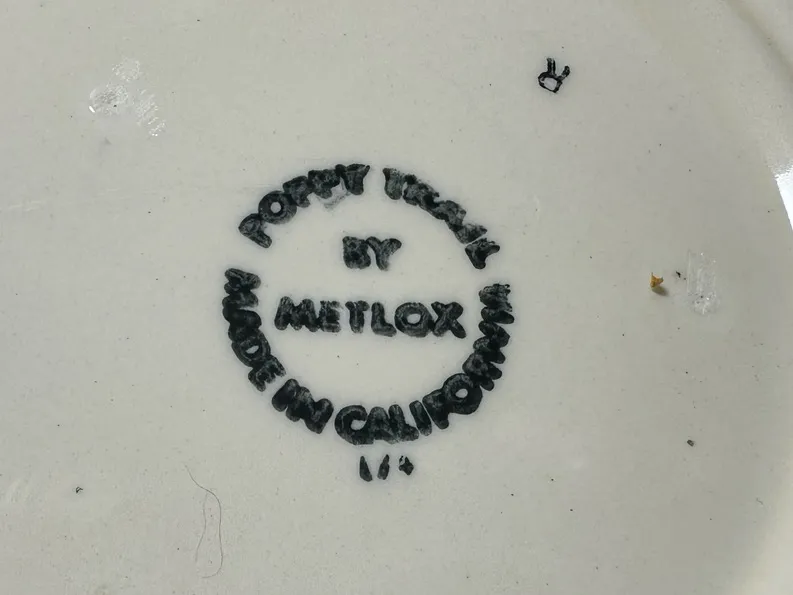 POPPY TRAIL
BY
METLOX
MADE IN CALIFORNIA
R